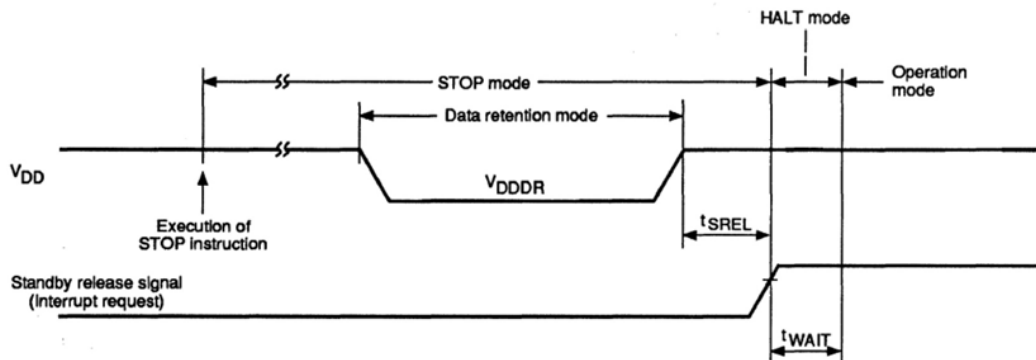 HALT mode
STOP mode
Operation
mode
Data retention mode
VDD
VDDDR
Execution of
STOP instruction
tSREL
Standby release signal
(Interrupt request)
tWAIT